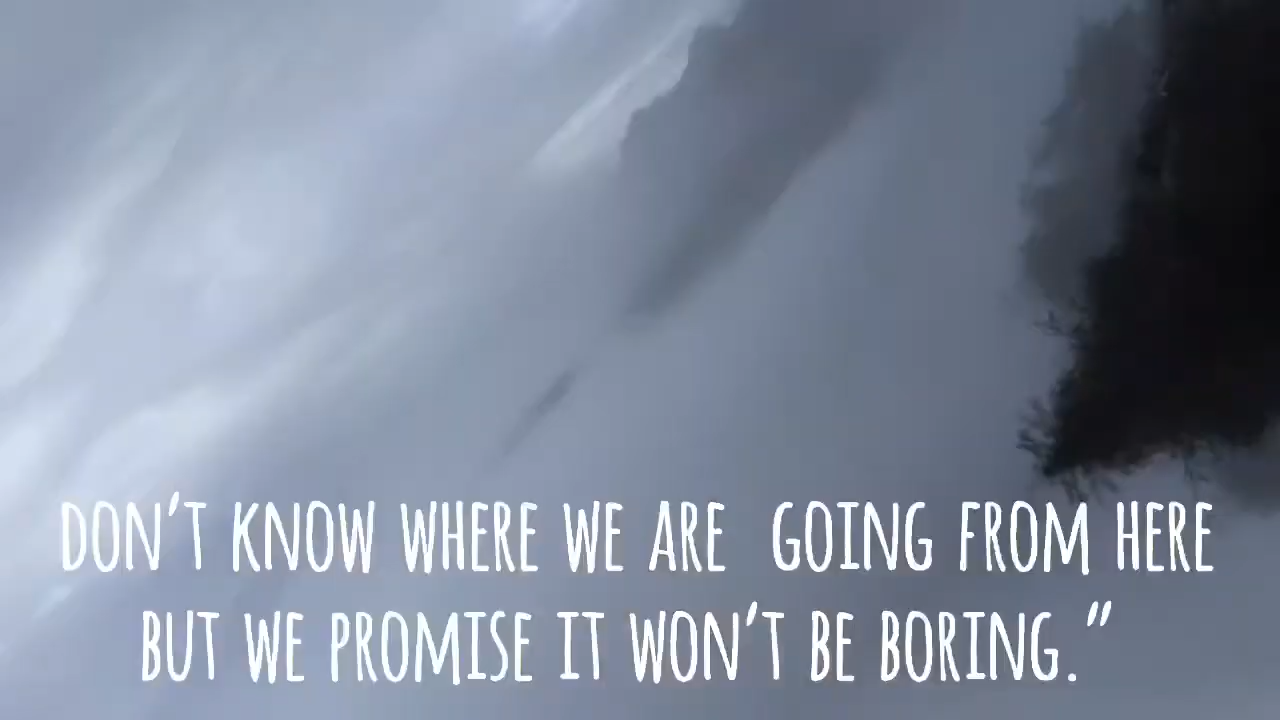 DON'T KNOW WHERE WE ARE  GOING FROM HERE
BUT WE PROMISE IT WON'T BE BORING.”